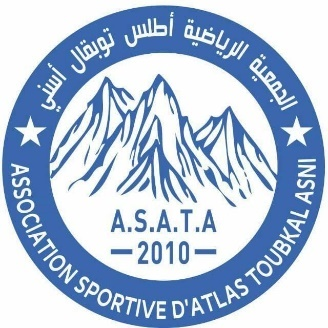 الجمعية الرياضية أطلس توبقال أسني
A.S.A.T.A
2010
ASSOCIATION SPORTIVE D'ATLAS TOUBKAL ASNI